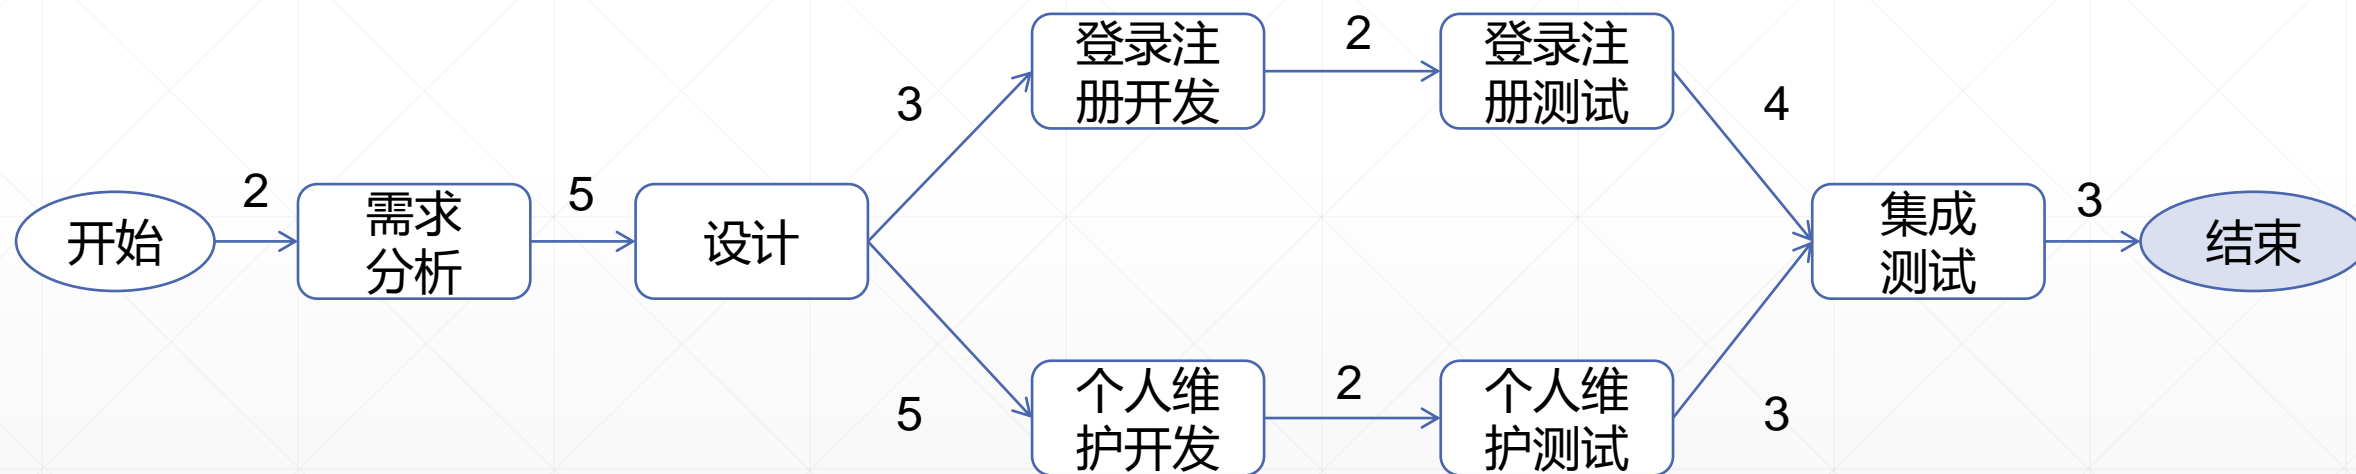 开始
2
需求
分析
5
设计
3
登录注
册开发
2
登录注
册测试
4
5
个人维
护开发
2
个人维
护测试
3
集成
测试
3
结束